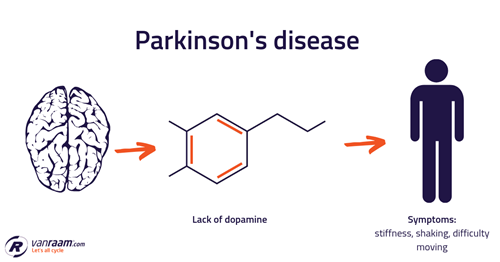 Parkinson's disease
Lack of dopamine
Symptoms:
stiffness, shaking, difficulty
moving
R
vanraam.com
Let's all cycle